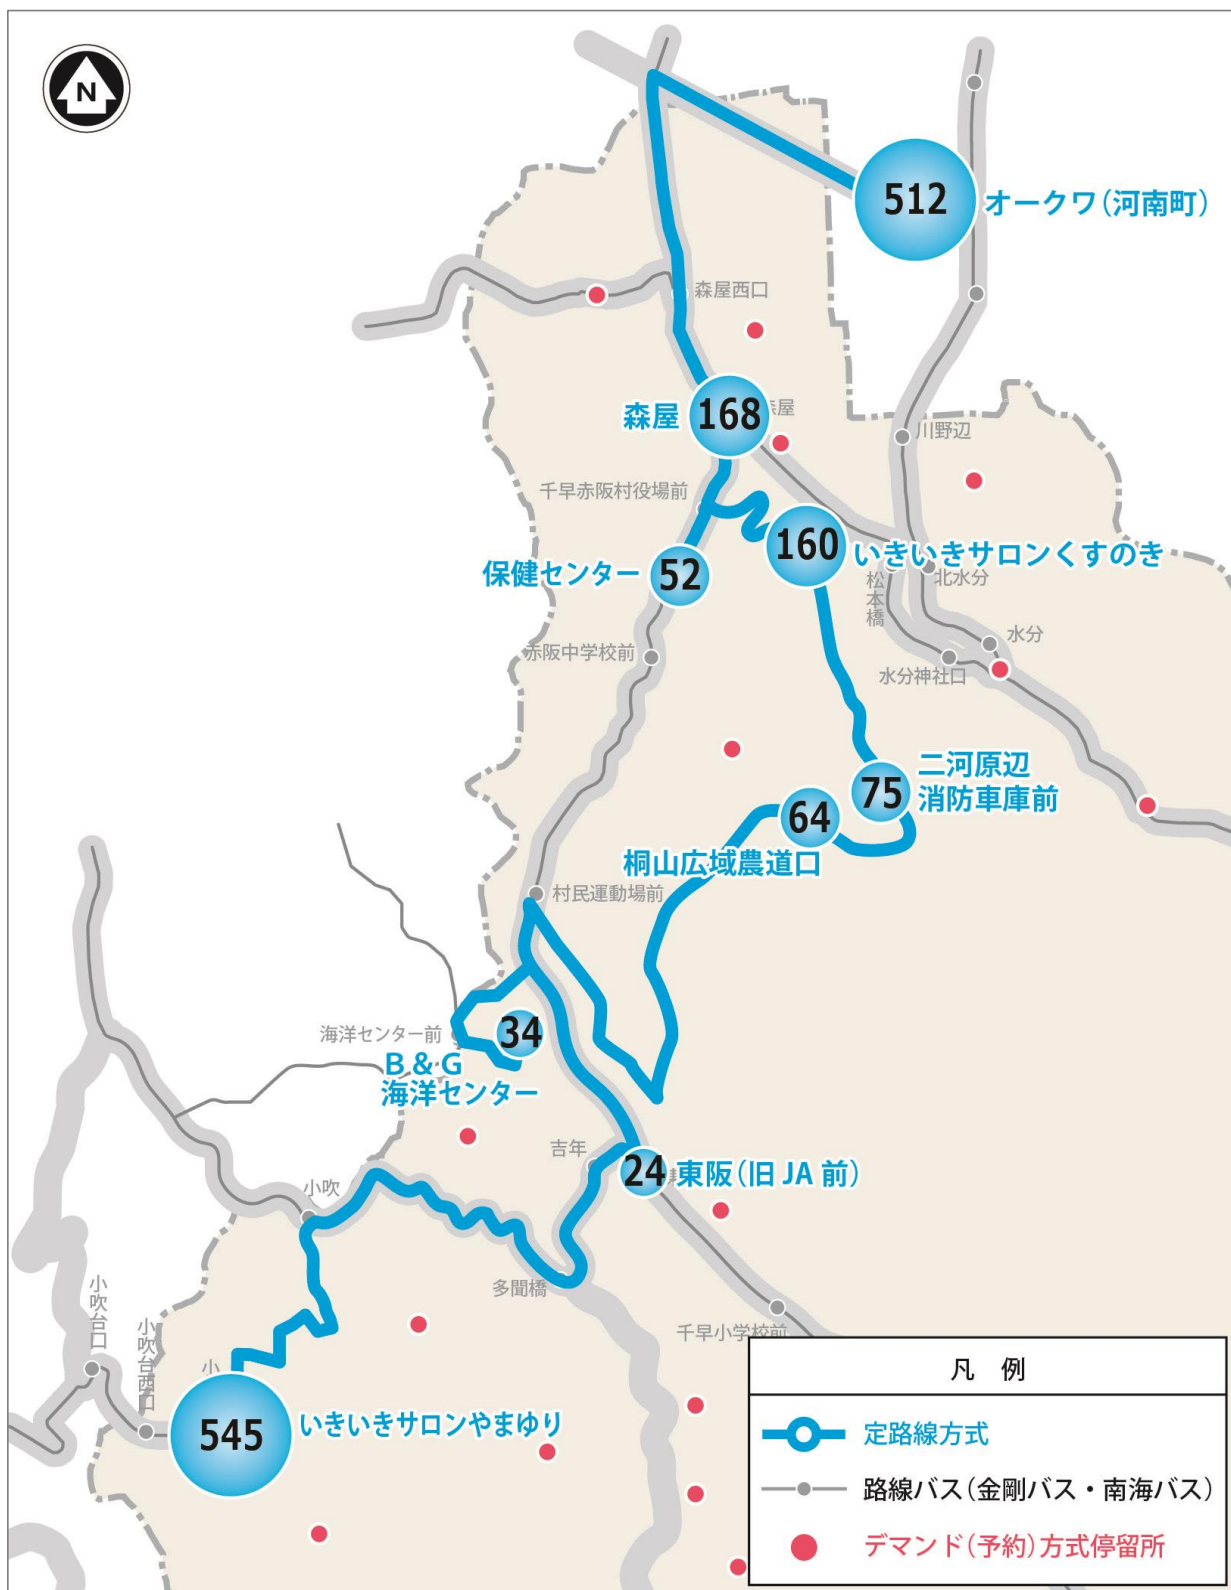 N
512
オークワ（河南町）
森屋西口
森屋
168
川野辺
千早赤阪村役場前
160
いきいきサロンくすのき
保健センター
52
松本橋
北水分
水分
赤阪中学校前
水分神社口
二河原辺
消防車庫前
75
64
桐山広域農道口
村民運動場前
34
海洋センター前
B＆G
海洋センター
吉年
24
東阪（旧JA前）
小吹
多聞橋
小吹台口
小吹台西口
千早小学校前
545
いきいきサロンやまゆり
凡 例
定路線方式
路線バス（金剛バス・南海バス）
デマンド（予約）方式停留所